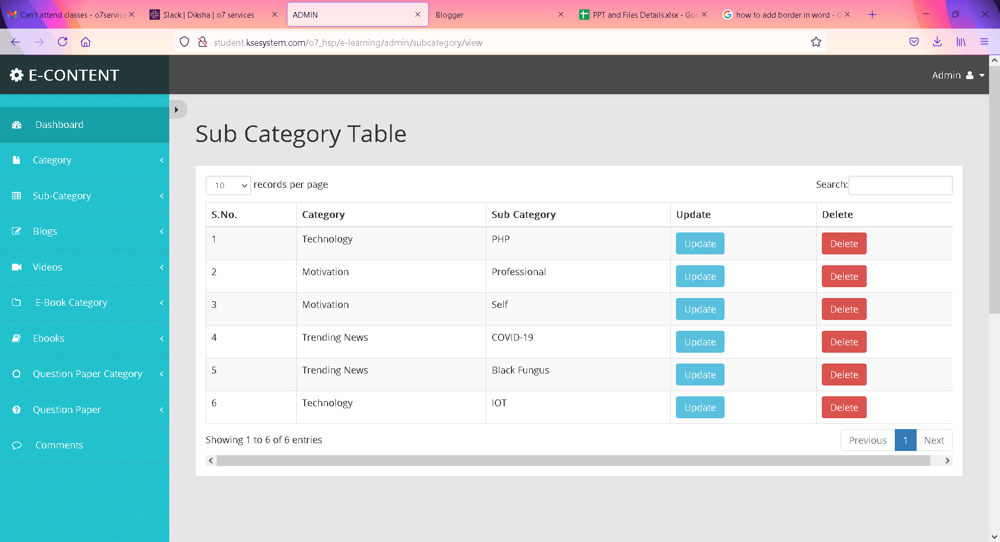 Can't attend classes - o7service
Slack | Diksha | o7 services
ADMIN
Blogger
PPT and Files Details.xlsx - Goo
how to add border in word - G
student.ksesystem.com/o7_hsp/e-learning/admin/subcategory/view
E-CONTENT
Admin
Dashboard
Category
Sub-Category
Blogs
Videos
E-Book Category
Ebooks
Question Paper Category
Question Paper
Comments
Sub Category Table
10 records per page
Search:
S.No. Category Sub Category Update Delete
1 Technology PHP Update Delete
2 Motivation Professional Update Delete
3 Motivation Self Update Delete
4 Trending News COVID-19 Update Delete
5 Trending News Black Fungus Update Delete
6 Technology IOT Update Delete
Showing 1 to 6 of 6 entries
Previous 1 Next